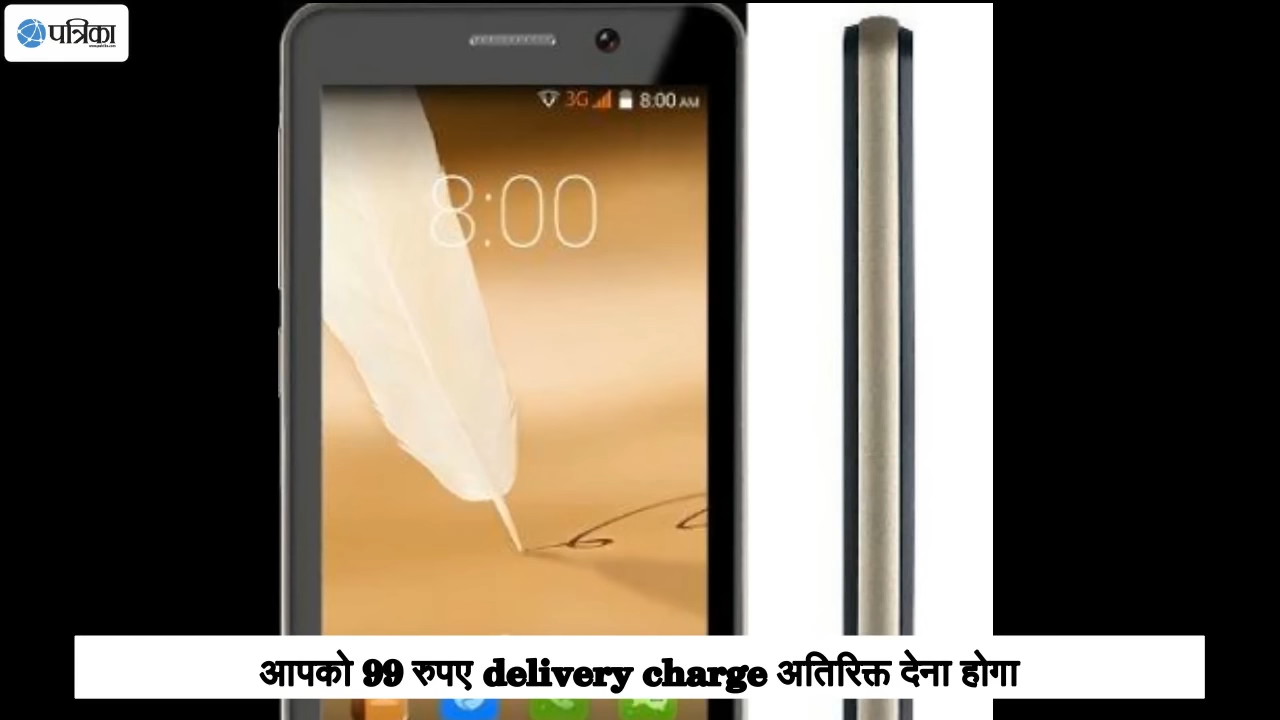 पत्रिका
3G 8:00 AM
8:00
आपको 99 रुपए delivery charge अतिरिक्त देना होगा